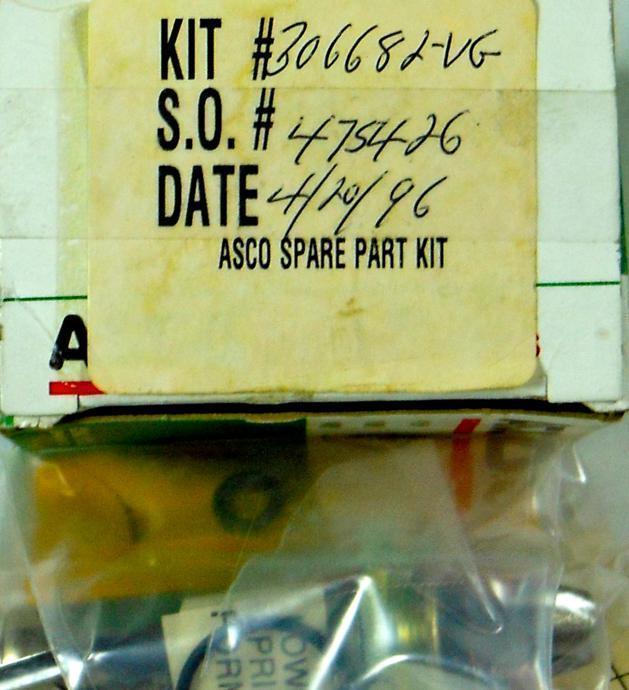 KIT #306682-VG
S.O. # 475426
DATE 4/20/96
ASCO SPARE PART KIT
A